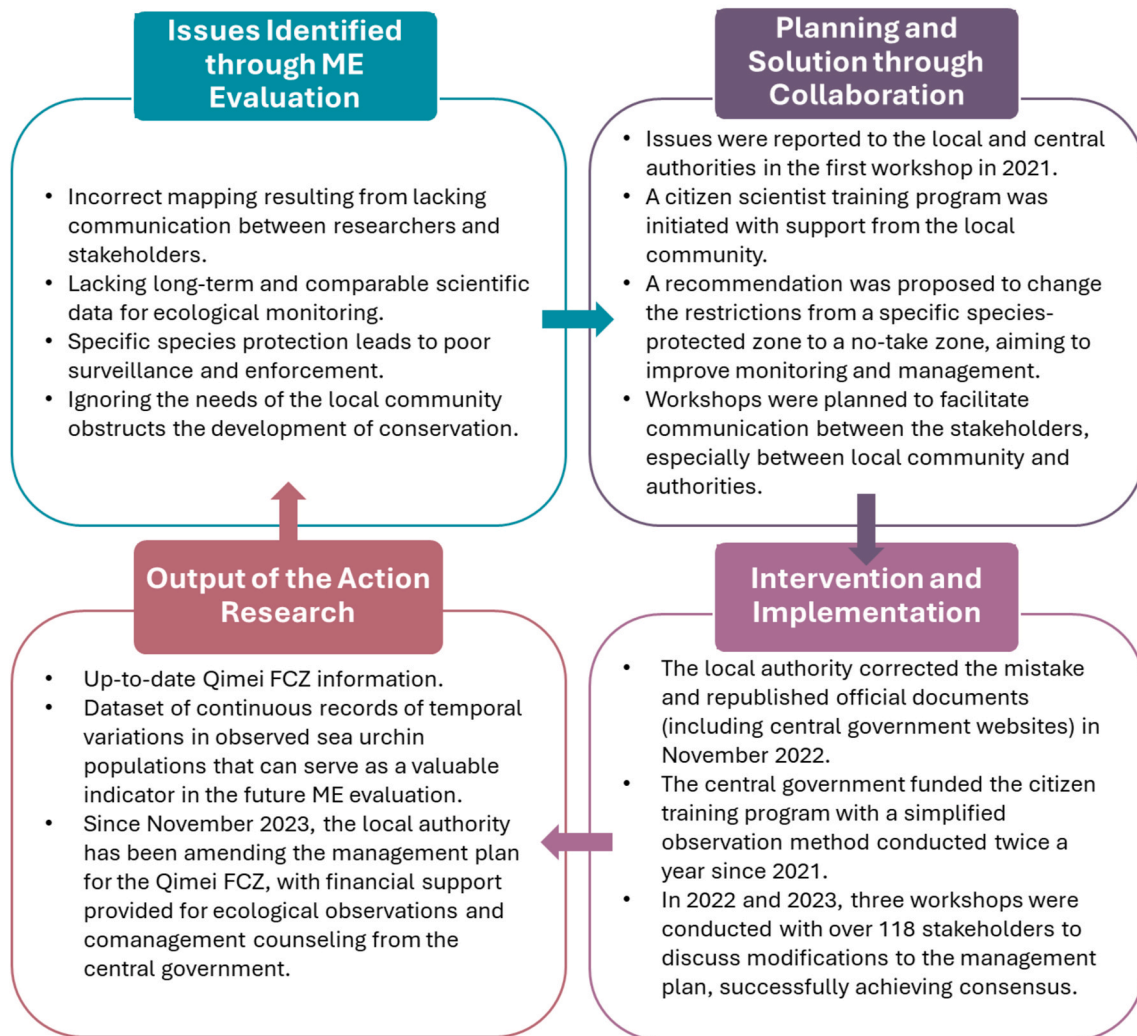 Issues Identified
through ME
Evaluation
• Incorrect mapping resulting from lacking
communication between researchers and
stakeholders.
• Lacking long-term and comparable scientific
data for ecological monitoring.
• Specific species protection leads to poor
surveillance and enforcement.
• Ignoring the needs of the local community
obstructs the development of conservation.
Planning and
Solution through
Collaboration
• Issues were reported to the local and central
authorities in the first workshop in 2021.
• A citizen scientist training program was
initiated with support from the local
community.
• A recommendation was proposed to change
the restrictions from a specific species-
protected zone to a no-take zone, aiming to
improve monitoring and management.
• Workshops were planned to facilitate
communication between the stakeholders,
especially between local community and
authorities.
Output of the Action
Research
• Up-to-date Qimei FCZ information.
• Dataset of continuous records of temporal
variations in observed sea urchin
populations that can serve as a valuable
indicator in the future ME evaluation.
• Since November 2023, the local authority
has been amending the management plan
for the Qimei FCZ, with financial support
provided for ecological observations and
comanagement counseling from the
central government.
Intervention and
Implementation
• The local authority corrected the mistake
and republished official documents
(including central government websites) in
November 2022.
• The central government funded the citizen
training program with a simplified
observation method conducted twice a
year since 2021.
• In 2022 and 2023, three workshops were
conducted with over 118 stakeholders to
discuss modifications to the management
plan, successfully achieving consensus.